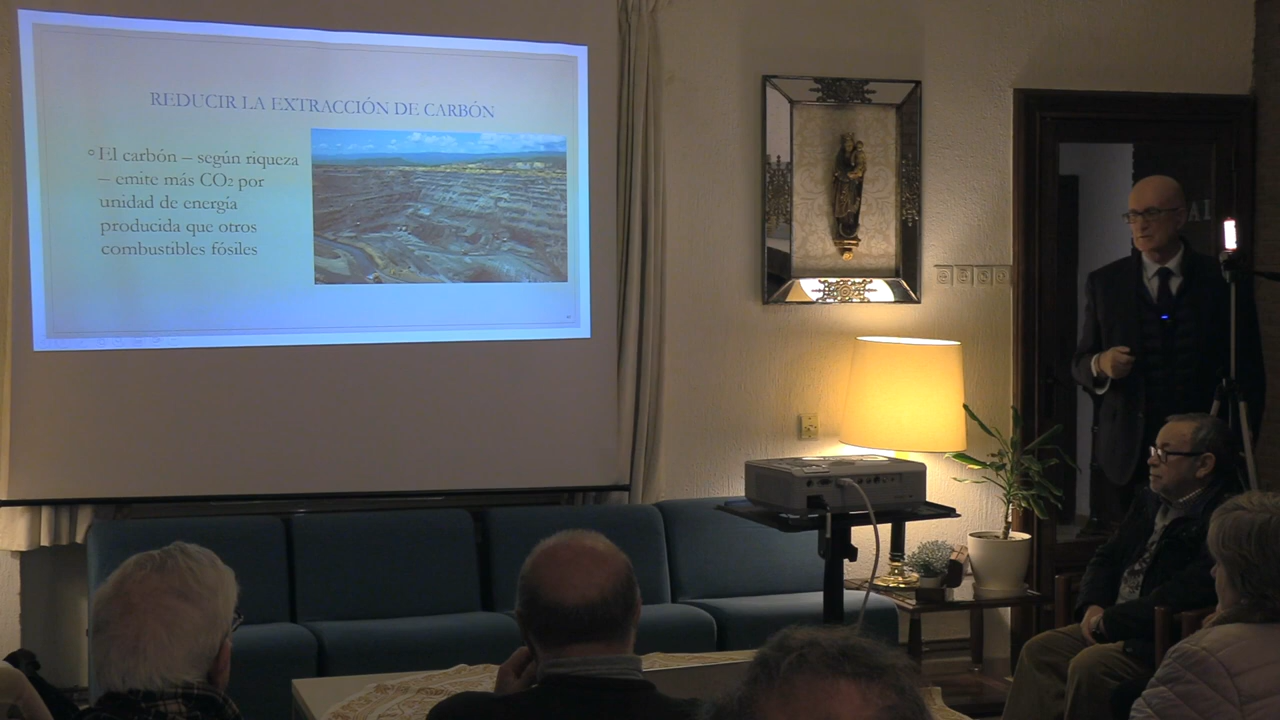 REDUCIR LA EXTRACCIÓN DE CARBÓN
El carbón – según riqueza
– emite más CO₂ por
unidad de energía
producida que otros
combustibles fósiles